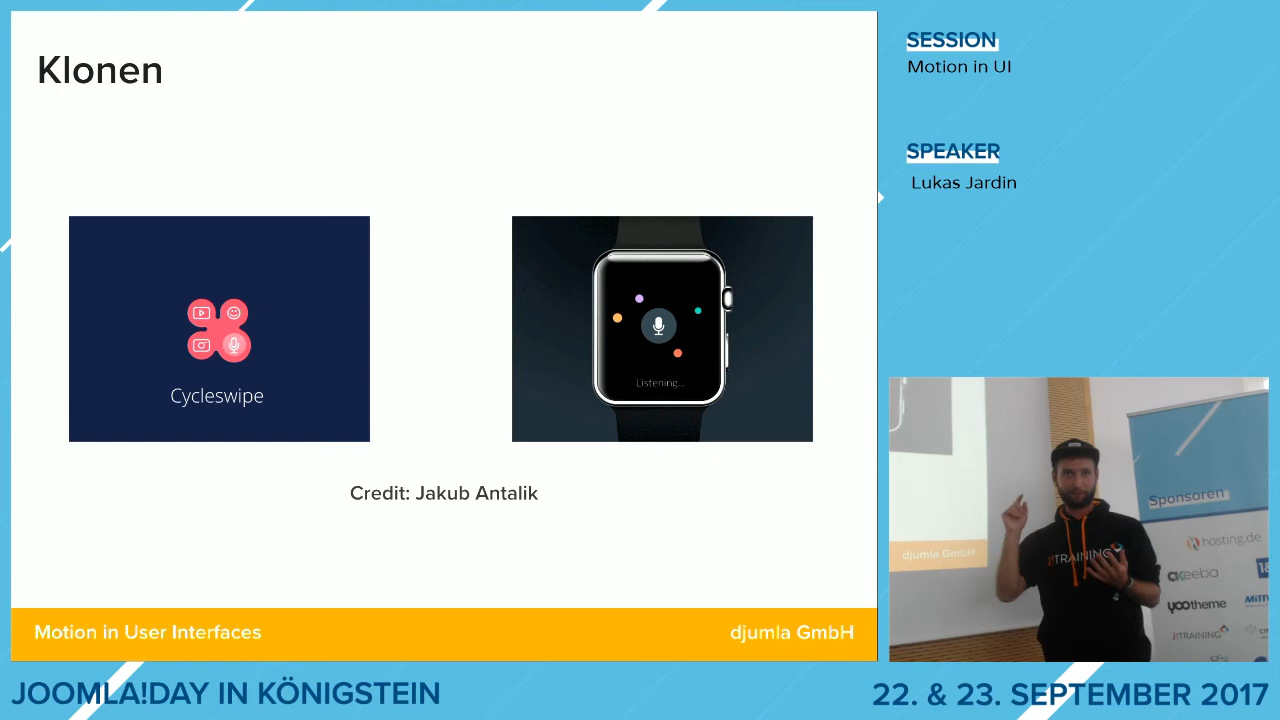 Klonen
Cycleswipe
Listening...
Credit: Jakub Antalik
Motion in User Interfaces
djumla GmbH
SESSION
Motion in UI
SPEAKER
Lukas Jardin
djumla GmbH
J!TRAINING
Sponsoren
hosting.de
akeeba
yootheme
J!TRAINING
JOOMLA!DAY IN KÖNIGSTEIN
22. & 23. SEPTEMBER 2017